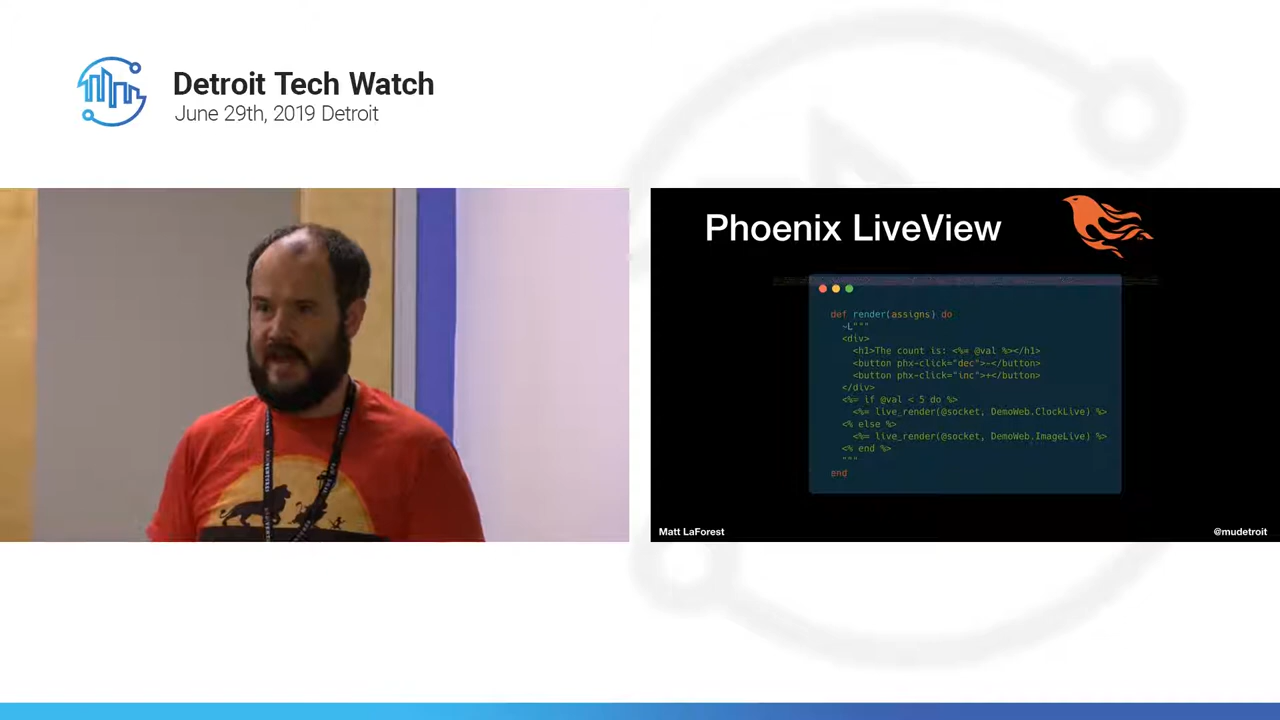 Detroit Tech Watch
June 29th, 2019 Detroit
Phoenix LiveView
def render(assigns) do
~L"""
<div>
<h1>The count is: <%= @val %></h1>
<button phx-click="dec">-</button>
<button phx-click="inc">+</button>
</div>
<%= if @val < 5 do %>
<%= live_render(@socket, DemoWeb.ClockLive) %>
<% else %>
<%= live_render(@socket, DemoWeb.ImageLive) %>
<% end %>
"""
end
Matt LaForest
@mudetroit